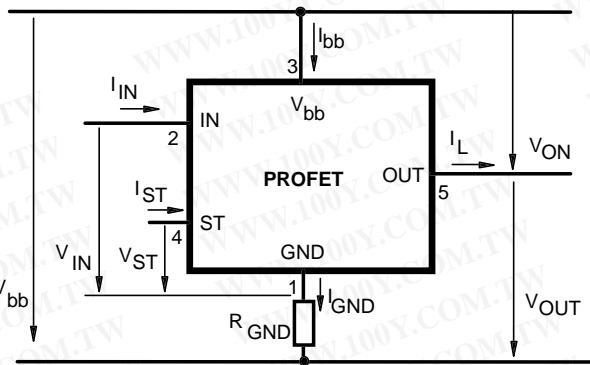 I_bb
3
V_bb
I_IN
2
IN
I_L
V_ON
PROFET
OUT
5
I_ST
4
ST
V_IN
V_ST
GND
V_bb
1
I_GND
R_GND
V_OUT
WWW.100Y.COM.TW